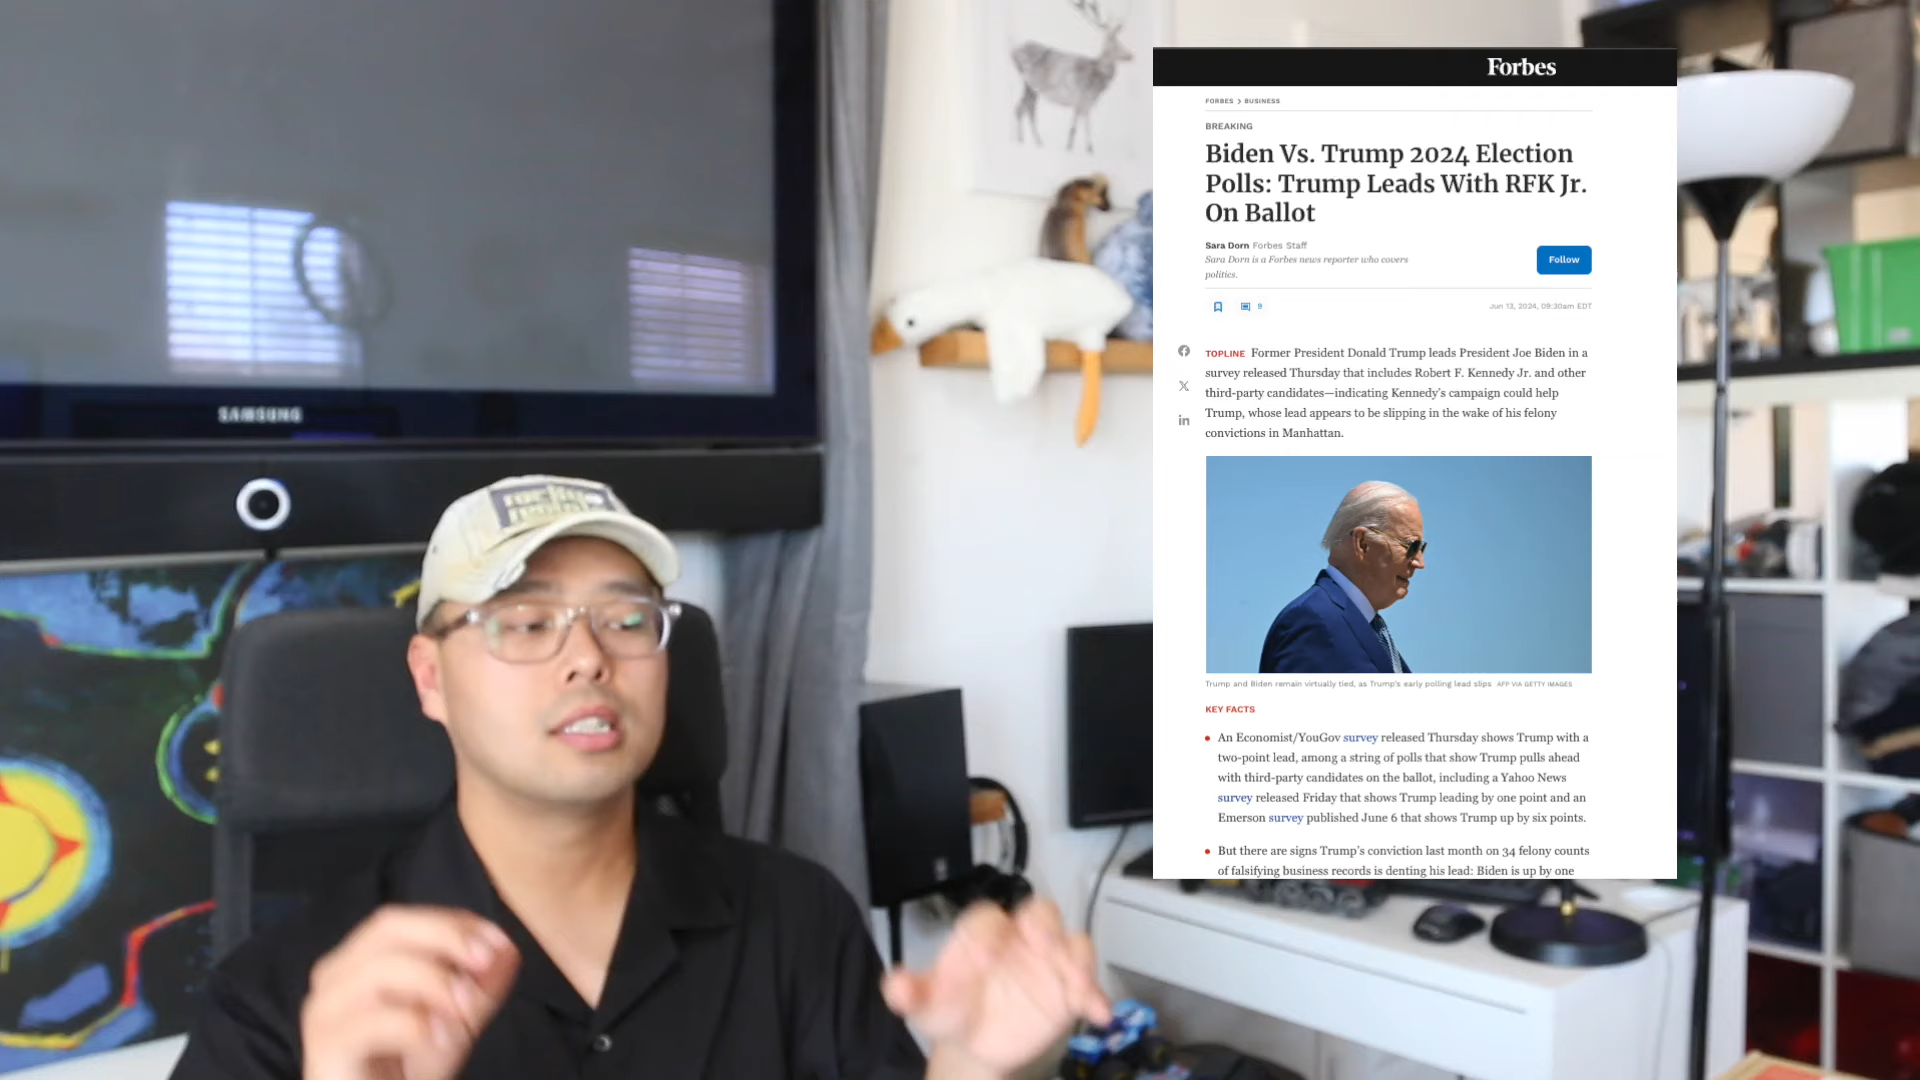 SAMSUNG
Forbes
FORBES > BUSINESS
BREAKING
Biden Vs. Trump 2024 Election
Polls: Trump Leads With RFK Jr.
On Ballot
Sara Dorn Forbes Staff
Sara Dorn is a Forbes news reporter who covers
politics.
Follow
9
Jun 13, 2024, 09:30am EDT
TOPLINE Former President Donald Trump leads President Joe Biden in a
survey released Thursday that includes Robert F. Kennedy Jr. and other
third-party candidates—indicating Kennedy's campaign could help
Trump, whose lead appears to be slipping in the wake of his felony
convictions in Manhattan.
Trump and Biden remain virtually tied, as Trump's early polling lead slips AFP VIA GETTY IMAGES
KEY FACTS
An Economist/YouGov survey released Thursday shows Trump with a
two-point lead, among a string of polls that show Trump pulls ahead
with third-party candidates on the ballot, including a Yahoo News
survey released Friday that shows Trump leading by one point and an
Emerson survey published June 6 that shows Trump up by six points.
But there are signs Trump's conviction last month on 34 felony counts
of falsifying business records is denting his lead: Biden is up by one